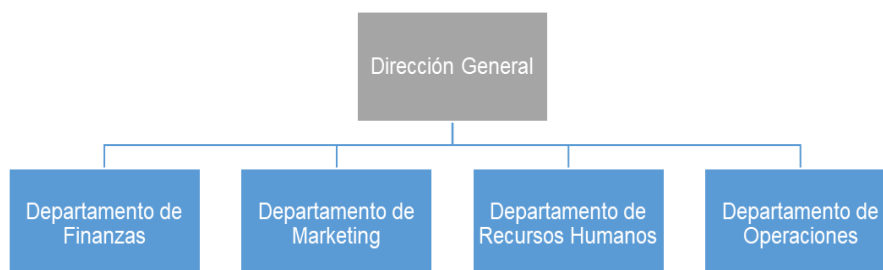 Dirección General
Departamento de
Finanzas
Departamento de
Marketing
Departamento de
Recursos Humanos
Departamento de
Operaciones